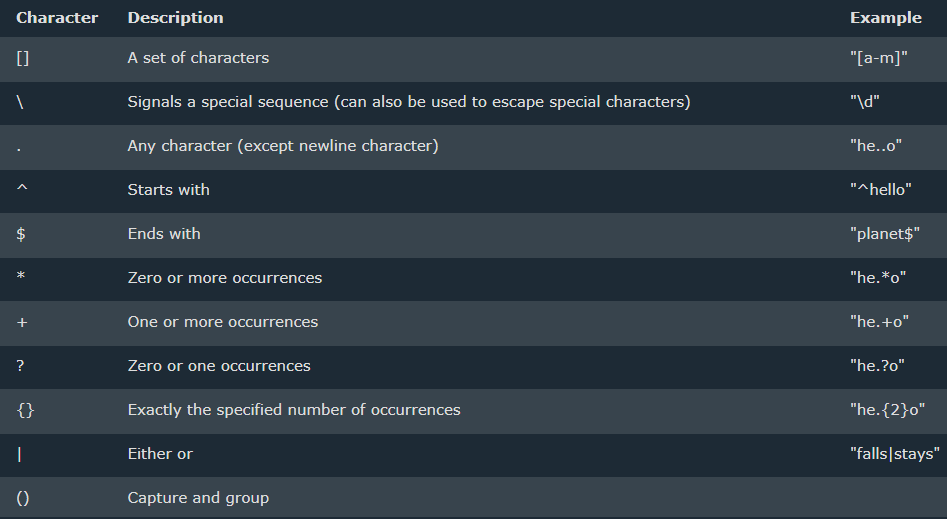 Character Description Example
[] A set of characters "[a-m]"
\ Signals a special sequence (can also be used to escape special characters) "\d"
. Any character (except newline character) "he..o"
^ Starts with "^hello"
$ Ends with "planet$"
* Zero or more occurrences "he.*o"
+ One or more occurrences "he.+o"
? Zero or one occurrences "he.?o"
{} Exactly the specified number of occurrences "he.{2}o"
| Either or "falls|stays"
() Capture and group